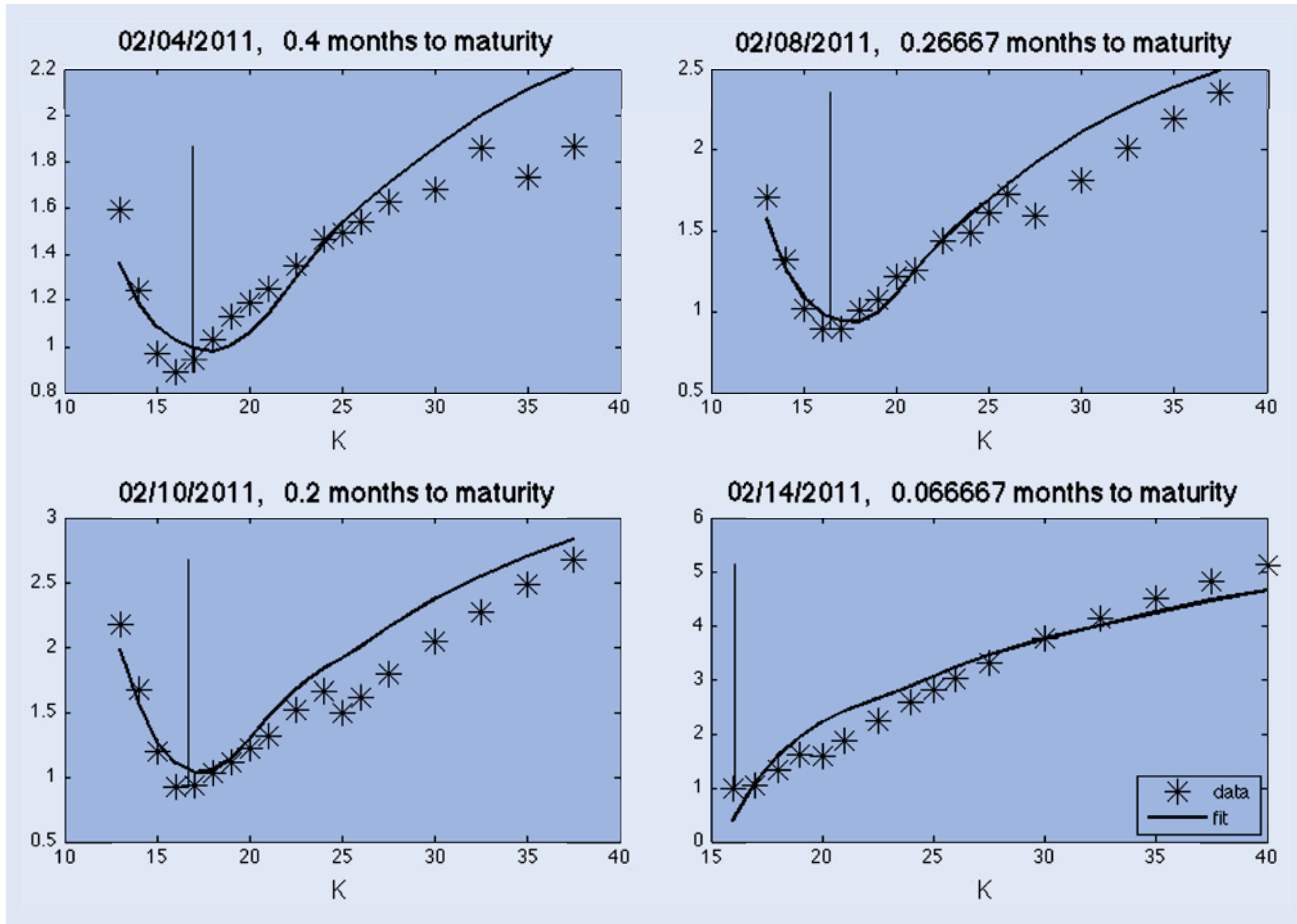 02/04/2011, 0.4 months to maturity
2.2
2
1.8
1.6
1.4
1.2
1
0.8
10 15 20 25 30 35 40
K
02/08/2011, 0.26667 months to maturity
2.5
2
1.5
1
0.5
10 15 20 25 30 35 40
K
02/10/2011, 0.2 months to maturity
3
2.5
2
1.5
1
0.5
10 15 20 25 30 35 40
K
02/14/2011, 0.066667 months to maturity
6
5
4
3
2
1
0
15 20 25 30 35 40
K
data
fit